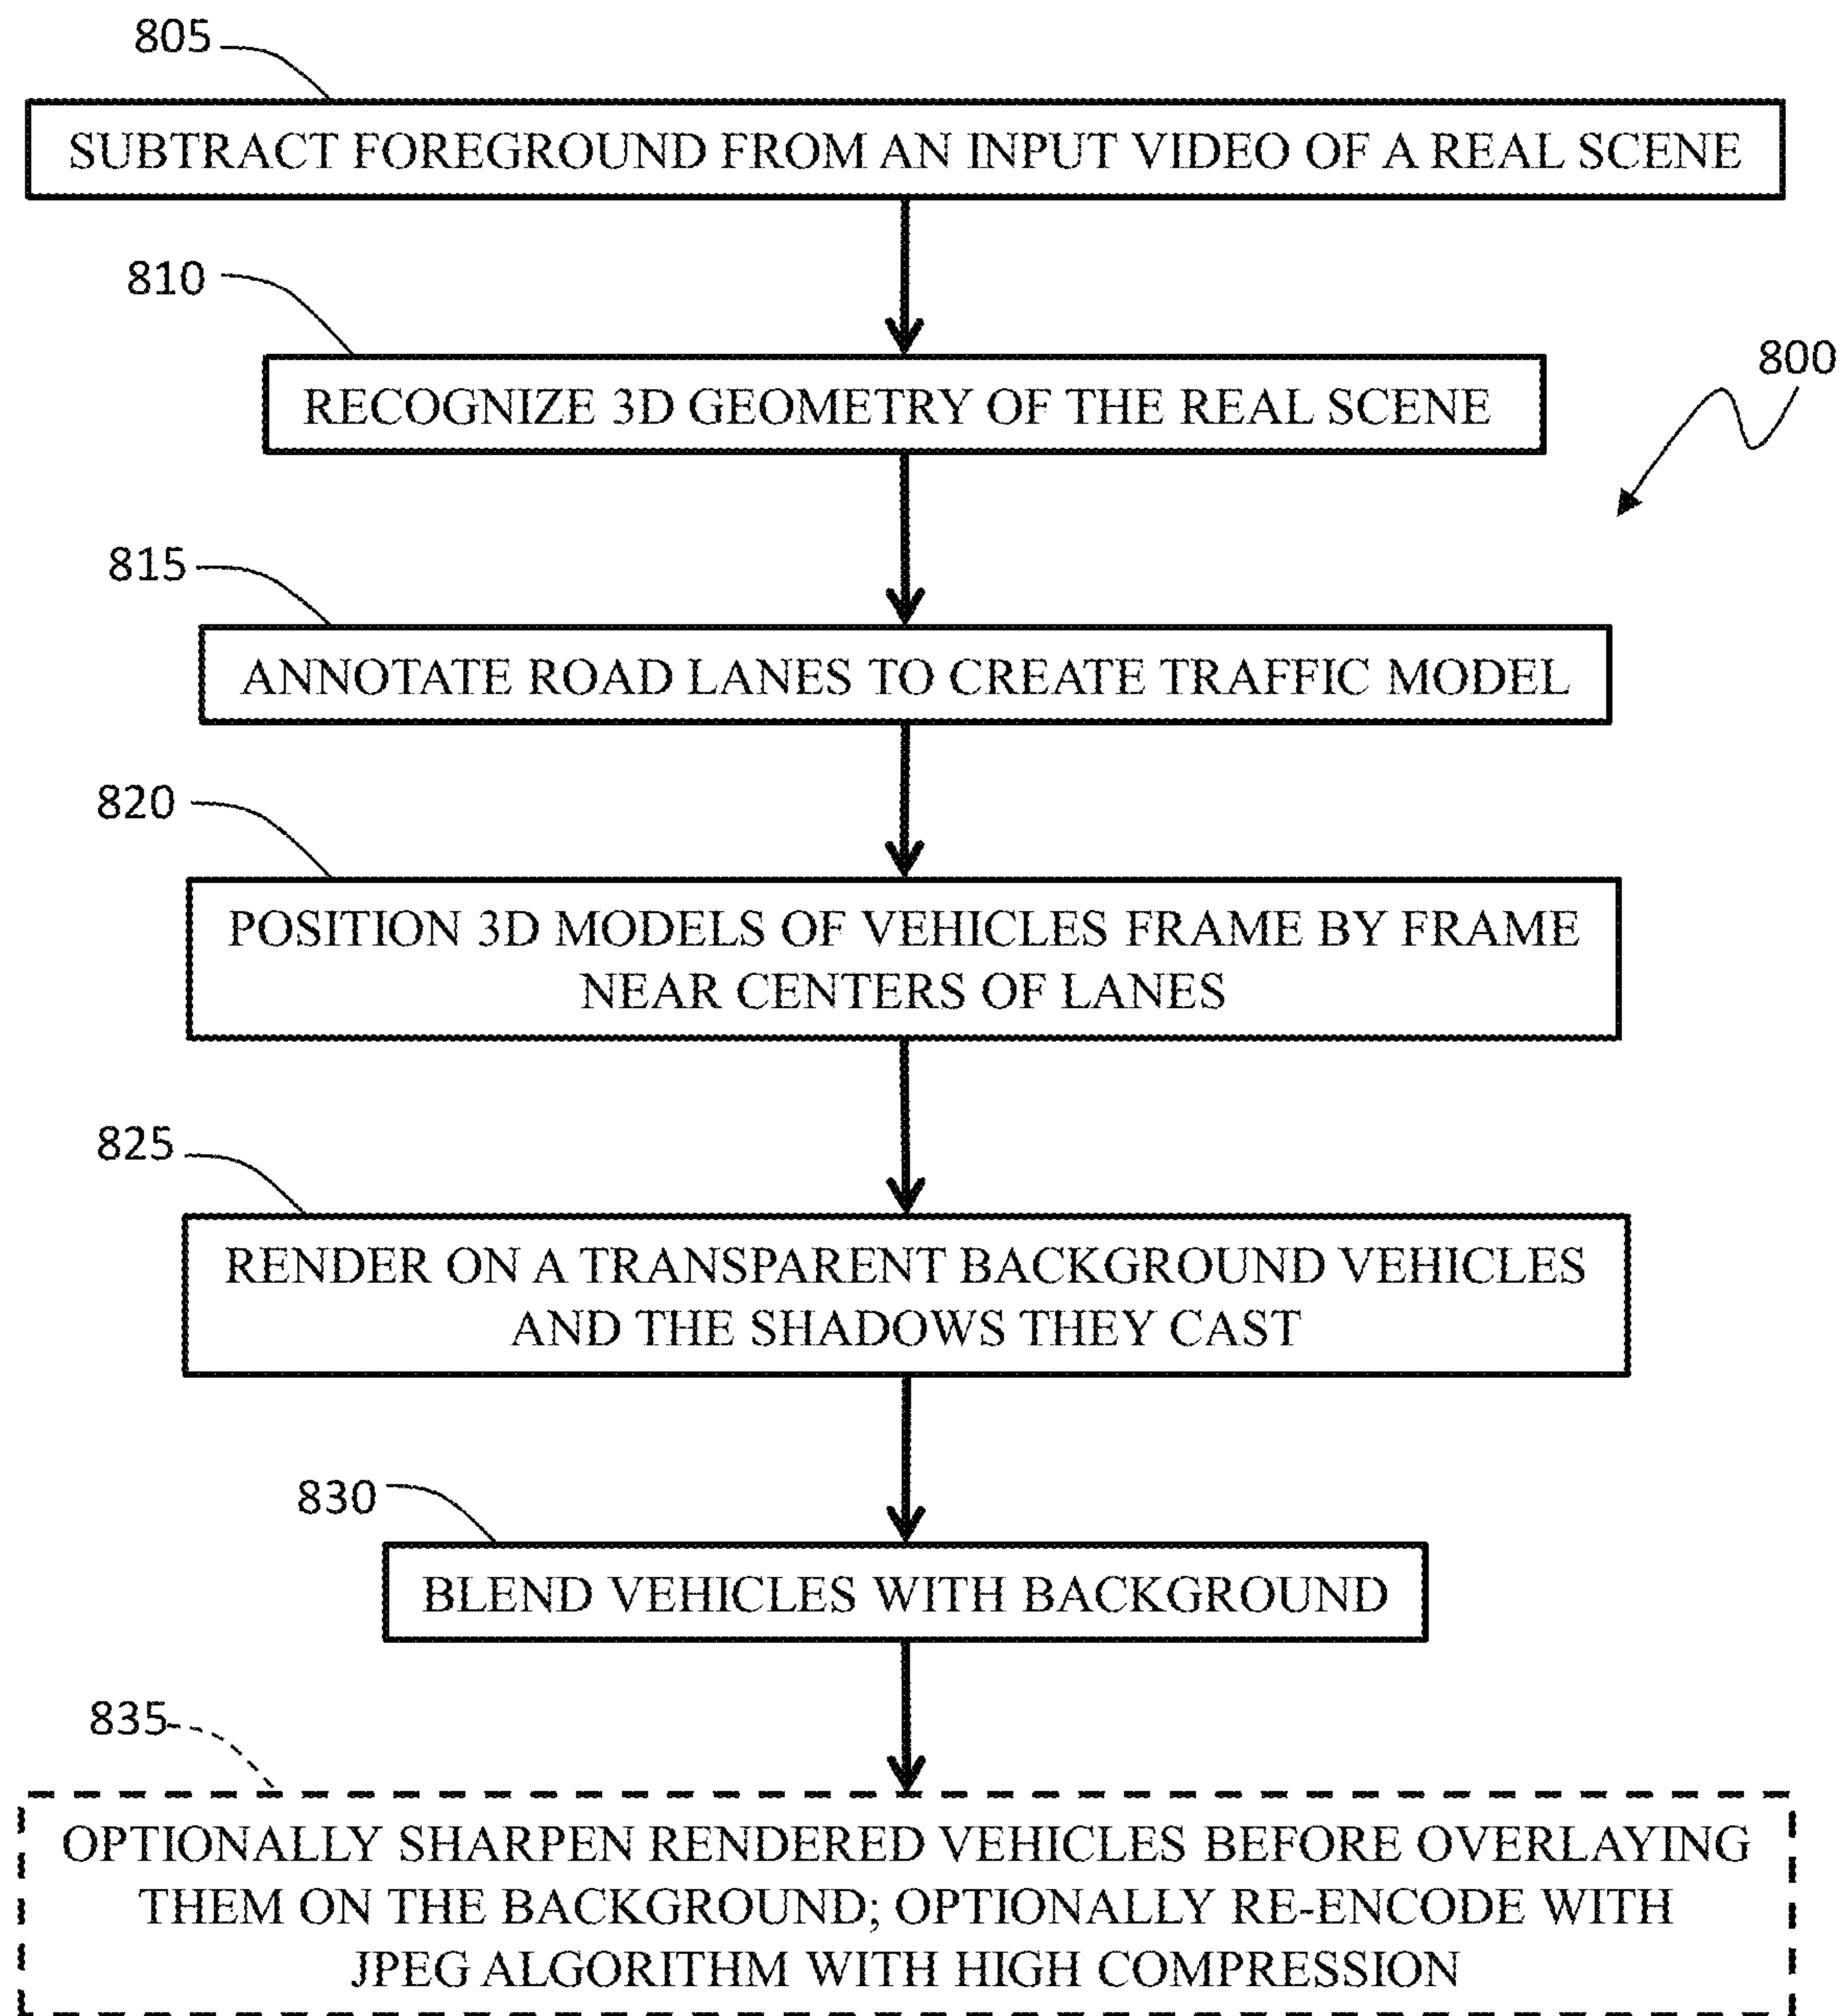 805
SUBTRACT FOREGROUND FROM AN INPUT VIDEO OF A REAL SCENE
810
RECOGNIZE 3D GEOMETRY OF THE REAL SCENE
800
815
ANNOTATE ROAD LANES TO CREATE TRAFFIC MODEL
820
POSITION 3D MODELS OF VEHICLES FRAME BY FRAME
NEAR CENTERS OF LANES
825
RENDER ON A TRANSPARENT BACKGROUND VEHICLES
AND THE SHADOWS THEY CAST
830
BLEND VEHICLES WITH BACKGROUND
835
OPTIONALLY SHARPEN RENDERED VEHICLES BEFORE OVERLAYING
THEM ON THE BACKGROUND; OPTIONALLY RE-ENCODE WITH
JPEG ALGORITHM WITH HIGH COMPRESSION